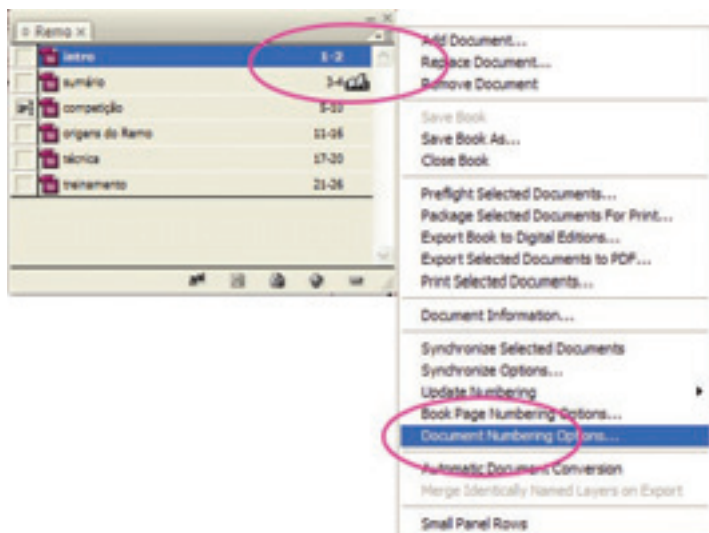 Remo x
intro 1-2
sumário 3-4
competição 5-10
origens do Remo 11-16
técnica 17-20
treinamento 21-26
Add Document...
Replace Document...
Remove Document
Save Book
Save Book As...
Close Book
Preflight Selected Documents...
Package Selected Documents For Print...
Export Book to Digital Editions...
Export Selected Documents to PDF...
Print Selected Documents...
Document Information...
Synchronize Selected Documents
Synchronize Options...
Update Numbering
Book Page Numbering Options...
Document Numbering Options...
Automatic Document Conversion
Merge Identically Named Layers on Export
Small Panel Rows